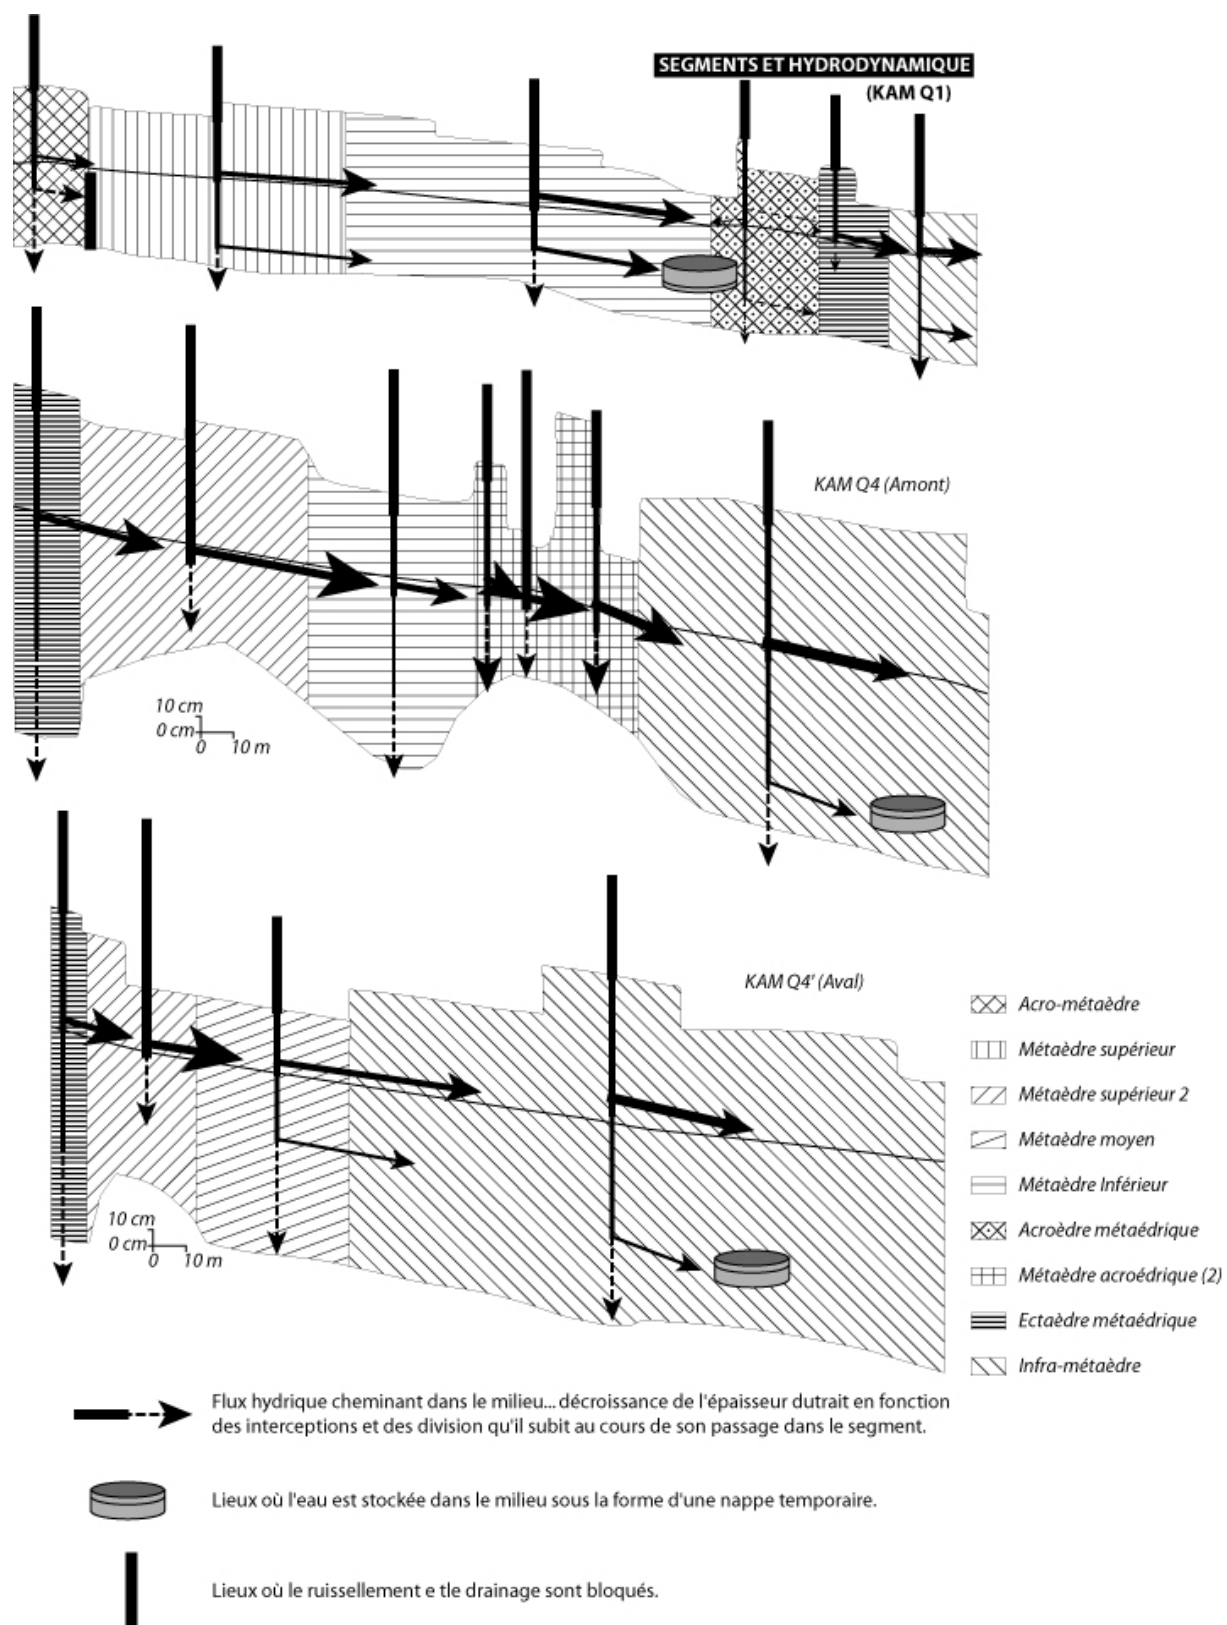 SEGMENTS ET HYDRODYNAMIQUE
(KAM Q1)
KAM Q4 (Amont)
10 cm
0 cm
0 10 m
KAM Q4' (Aval)
10 cm
0 cm
0 10 m
Acro-métaèdre
Métaèdre supérieur
Métaèdre supérieur 2
Métaèdre moyen
Métaèdre Inférieur
Acroèdre métaédrique
Métaèdre acroédrique (2)
Ectaèdre métaédrique
Infra-métaèdre
Flux hydrique cheminant dans le milieu... décroissance de l'épaisseur dutrait en fonction
des interceptions et des division qu'il subit au cours de son passage dans le segment.
Lieux où l'eau est stockée dans le milieu sous la forme d'une nappe temporaire.
Lieux où le ruissellement e tle drainage sont bloqués.